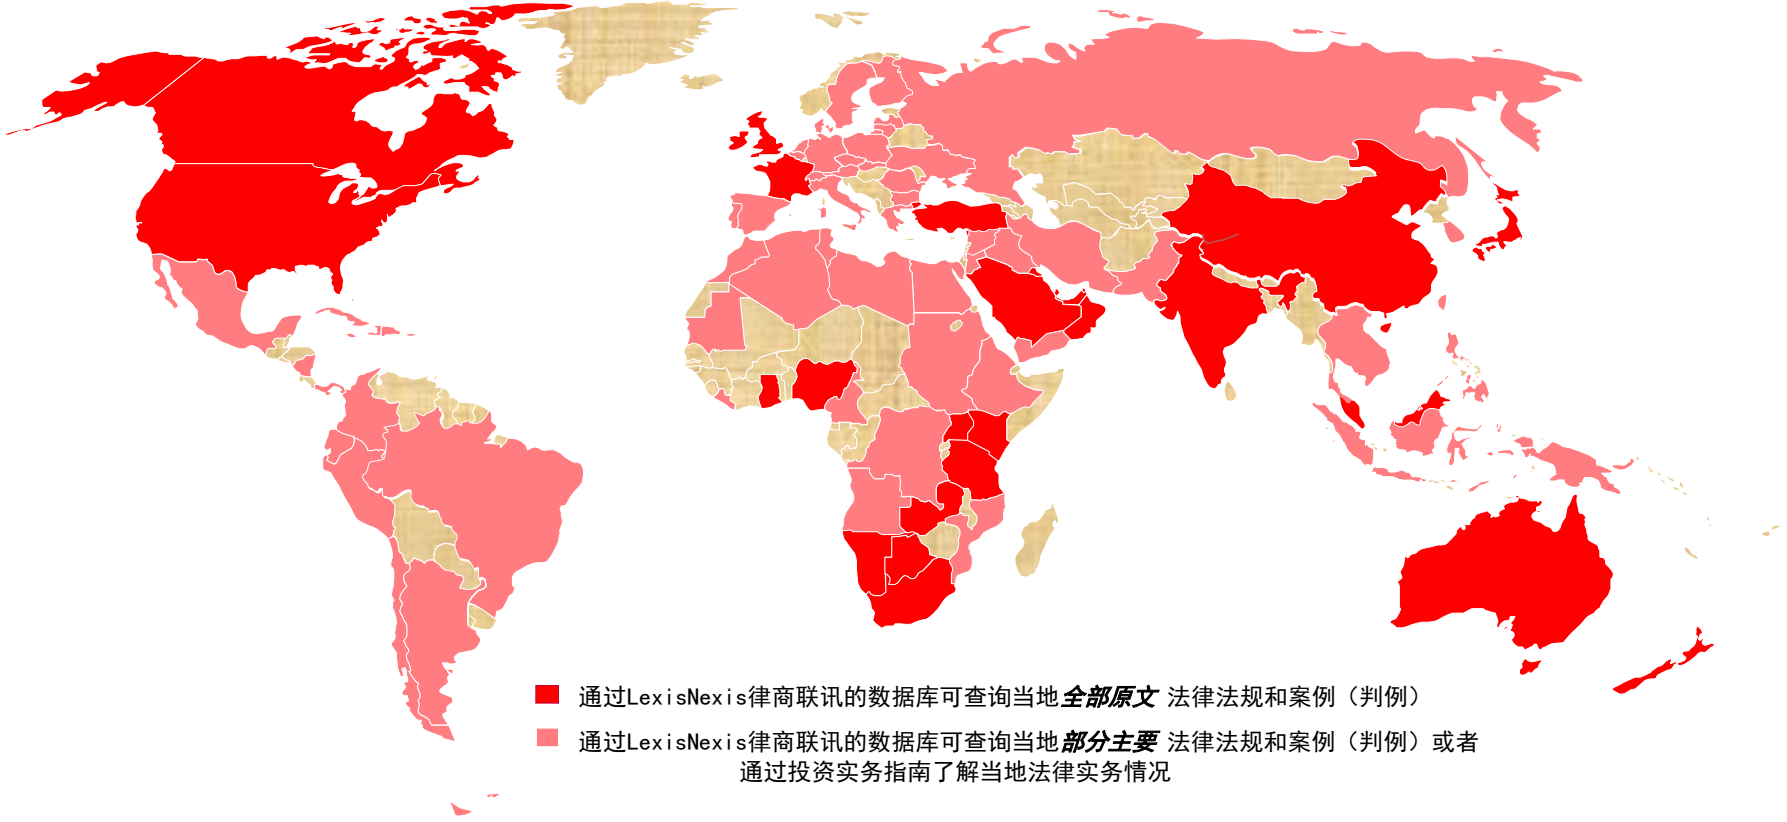 通过LexisNexis律商联讯的数据库可查询当地全部原文 法律法规和案例（判例）
通过LexisNexis律商联讯的数据库可查询当地部分主要 法律法规和案例（判例）或者
通过投资实务指南了解当地法律实务情况